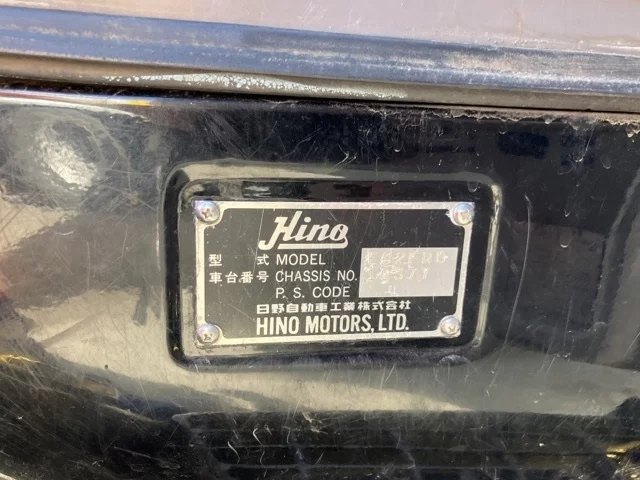 Hino
型式 MODEL
車台番号 CHASSIS NO.
P. S. CODE
日野自動車工業株式会社
HINO MOTORS, LTD.